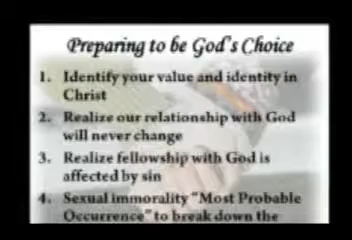 Preparing to be God's Choice
1. Identify your value and identity in
Christ
2. Realize our relationship with God
will never change
3. Realize fellowship with God is
affected by sin
4. Sexual immorality "Most Probable
Occurrence" to break down the